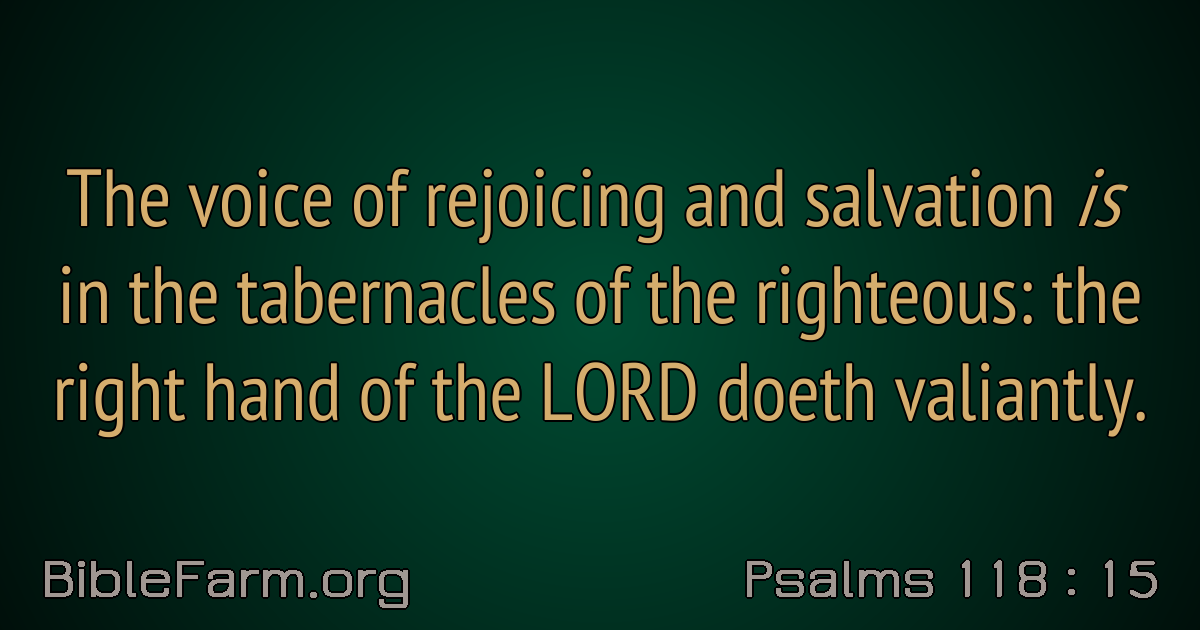 The voice of rejoicing and salvation is
in the tabernacles of the righteous: the
right hand of the LORD doeth valiantly.
BibleFarm.org
Psalms 118 : 15